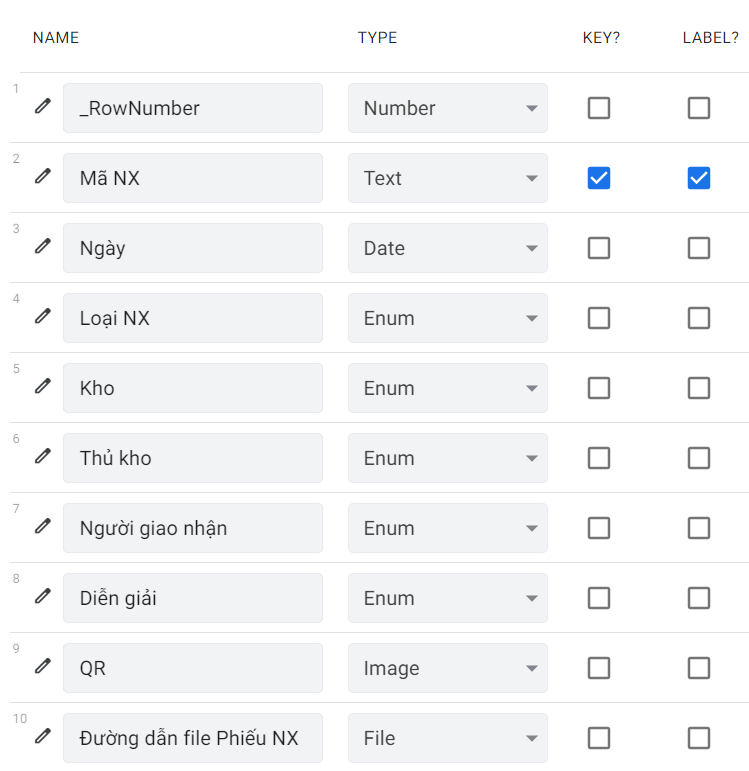 NAME TYPE KEY? LABEL?
1 _RowNumber Number
2 Mã NX Text
3 Ngày Date
4 Loại NX Enum
5 Kho Enum
6 Thủ kho Enum
7 Người giao nhận Enum
8 Diễn giải Enum
9 QR Image
10 Đường dẫn file Phiếu NX File